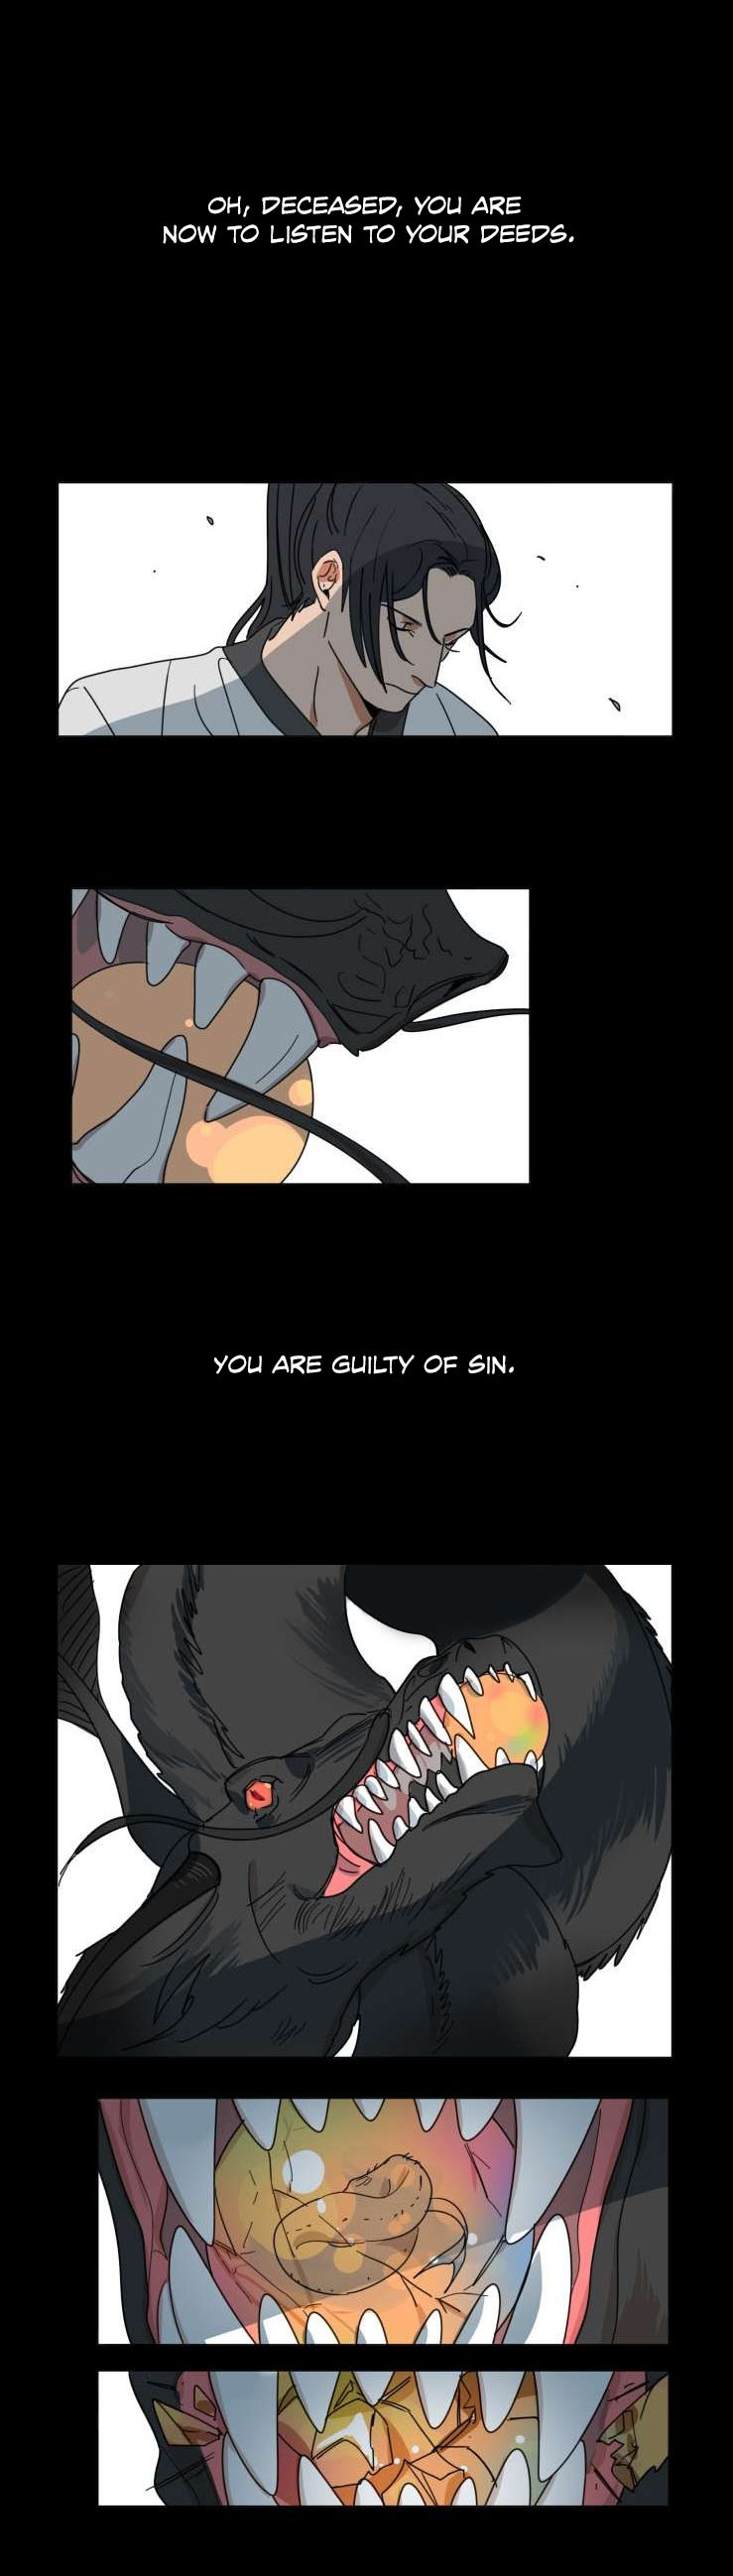 OH, DECEASED, YOU ARE
NOW TO LISTEN TO YOUR DEEDS.
YOU ARE GUILTY OF SIN.